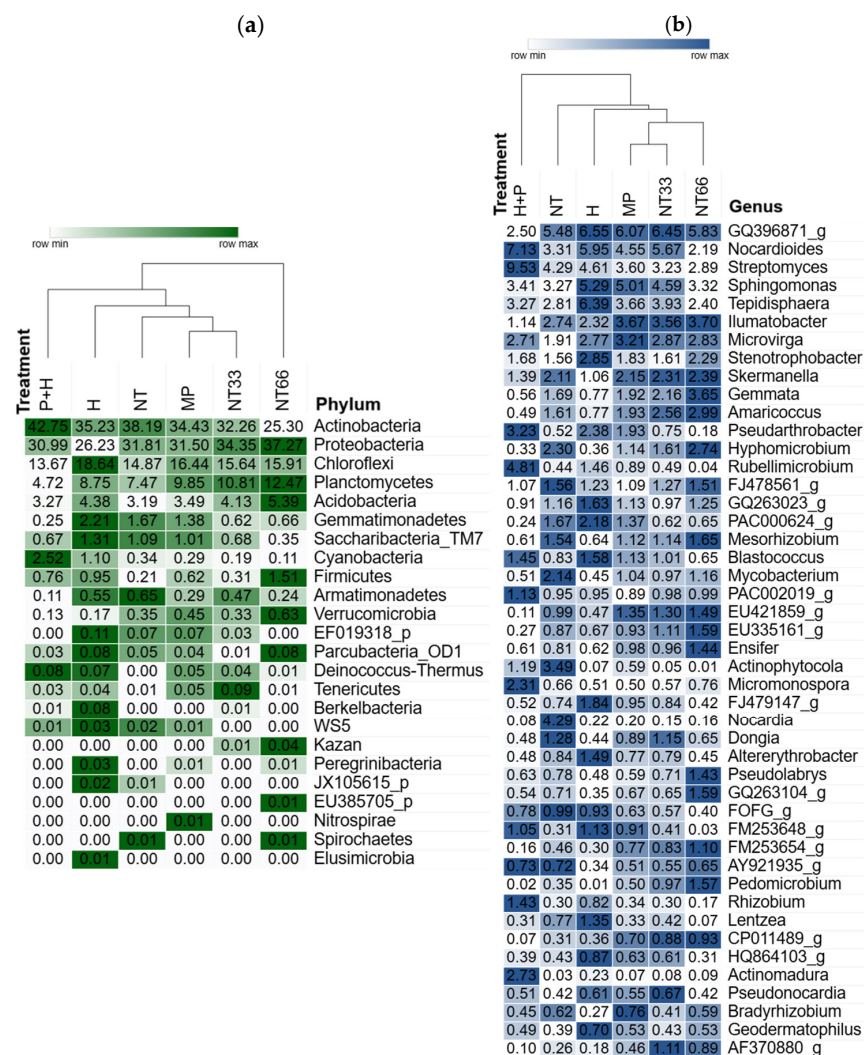 (a)
(b)
row min row max
Treatment H+P NT H MP NT33 NT66 Genus
2.50 5.48 6.55 6.07 6.45 5.83 GQ396871_g
7.13 3.31 5.95 4.55 5.67 2.19 Nocardioides
9.53 4.29 4.61 3.60 3.23 2.89 Streptomyces
3.41 3.27 5.29 5.01 4.59 3.32 Sphingomonas
3.27 2.81 6.39 3.66 3.93 2.40 Tepidisphaera
1.14 2.74 2.32 3.67 3.56 3.70 Ilumatobacter
2.71 1.91 2.77 3.21 2.87 2.83 Microvirga
1.68 1.56 2.85 1.83 1.61 2.29 Stenotrophobacter
1.39 2.11 1.06 2.15 2.31 2.39 Skermanella
0.56 1.69 0.77 1.92 2.16 3.65 Gemmata
0.49 1.61 0.77 1.93 2.56 2.99 Amaricoccus
3.23 0.52 2.38 1.93 0.75 0.18 Pseudarthrobacter
0.33 2.30 0.36 1.14 1.61 2.74 Hyphomicrobium
4.81 0.44 1.46 0.89 0.49 0.04 Rubellimicrobium
1.07 1.56 1.23 1.09 1.27 1.51 FJ478561_g
0.91 1.16 1.63 1.13 0.97 1.25 GQ263023_g
0.24 1.67 2.18 1.37 0.62 0.65 PAC000624_g
0.61 1.54 0.64 1.12 1.14 1.65 Mesorhizobium
1.45 0.83 1.58 1.13 1.01 0.65 Blastococcus
0.51 2.14 0.45 1.04 0.97 1.16 Mycobacterium
1.13 0.95 0.95 0.89 0.98 0.99 PAC002019_g
0.11 0.99 0.47 1.35 1.30 1.49 EU421859_g
0.27 0.87 0.67 0.93 1.11 1.59 EU335161_g
0.61 0.81 0.62 0.98 0.96 1.44 Ensifer
1.19 3.49 0.07 0.59 0.05 0.01 Actinophytocola
2.31 0.66 0.51 0.50 0.57 0.76 Micromonospora
0.52 0.74 1.84 0.95 0.84 0.42 FJ479147_g
0.08 4.29 0.22 0.20 0.15 0.16 Nocardia
0.48 1.28 0.44 0.89 1.15 0.65 Dongia
0.48 0.84 1.49 0.77 0.79 0.45 Altererythrobacter
0.63 0.78 0.48 0.59 0.71 1.43 Pseudolabrys
0.54 0.71 0.35 0.67 0.65 1.59 GQ263104_g
0.78 0.99 0.93 0.63 0.57 0.40 FOFG_g
1.05 0.31 1.13 0.91 0.41 0.03 FM253648_g
0.16 0.46 0.30 0.77 0.83 1.10 FM253654_g
0.73 0.72 0.34 0.51 0.55 0.65 AY921935_g
0.02 0.35 0.01 0.50 0.97 1.57 Pedomicrobium
1.43 0.30 0.82 0.34 0.30 0.17 Rhizobium
0.31 0.77 1.35 0.33 0.42 0.07 Lentzea
0.07 0.31 0.36 0.70 0.88 0.93 CP011489_g
0.39 0.43 0.87 0.63 0.61 0.31 HQ864103_g
2.73 0.03 0.23 0.07 0.08 0.09 Actinomadura
0.51 0.42 0.61 0.55 0.67 0.42 Pseudonocardia
0.45 0.62 0.27 0.76 0.41 0.59 Bradyrhizobium
0.49 0.39 0.70 0.53 0.43 0.53 Geodermatophilus
0.10 0.26 0.18 0.46 1.11 0.89 AF370880_g
row min row max
Treatment P+H H NT MP NT33 NT66 Phylum
42.75 35.23 38.19 34.43 32.26 25.30 Actinobacteria
30.99 26.23 31.81 31.50 34.35 37.27 Proteobacteria
13.67 18.64 14.87 16.44 15.64 15.91 Chloroflexi
4.72 8.75 7.47 9.85 10.81 12.47 Planctomycetes
3.27 4.38 3.19 3.49 4.13 5.39 Acidobacteria
0.25 2.21 1.67 1.38 0.62 0.66 Gemmatimonadetes
0.67 1.31 1.09 1.01 0.68 0.35 Saccharibacteria_TM7
2.52 1.10 0.34 0.29 0.19 0.11 Cyanobacteria
0.76 0.95 0.21 0.62 0.31 1.51 Firmicutes
0.11 0.55 0.65 0.29 0.47 0.24 Armatimonadetes
0.13 0.17 0.35 0.45 0.33 0.63 Verrucomicrobia
0.00 0.11 0.07 0.07 0.03 0.00 EF019318_p
0.03 0.08 0.05 0.04 0.01 0.08 Parcubacteria_OD1
0.08 0.07 0.00 0.05 0.04 0.01 Deinococcus-Thermus
0.03 0.04 0.01 0.05 0.09 0.01 Tenericutes
0.01 0.08 0.00 0.00 0.01 0.00 Berkelbacteria
0.01 0.03 0.02 0.01 0.00 0.00 WS5
0.00 0.00 0.00 0.00 0.01 0.04 Kazan
0.00 0.03 0.00 0.01 0.00 0.01 Peregrinibacteria
0.00 0.02 0.01 0.00 0.00 0.00 JX105615_p
0.00 0.00 0.00 0.00 0.00 0.01 EU385705_p
0.00 0.00 0.00 0.01 0.00 0.00 Nitrospirae
0.00 0.00 0.01 0.00 0.00 0.01 Spirochaetes
0.00 0.01 0.00 0.00 0.00 0.00 Elusimicrobia